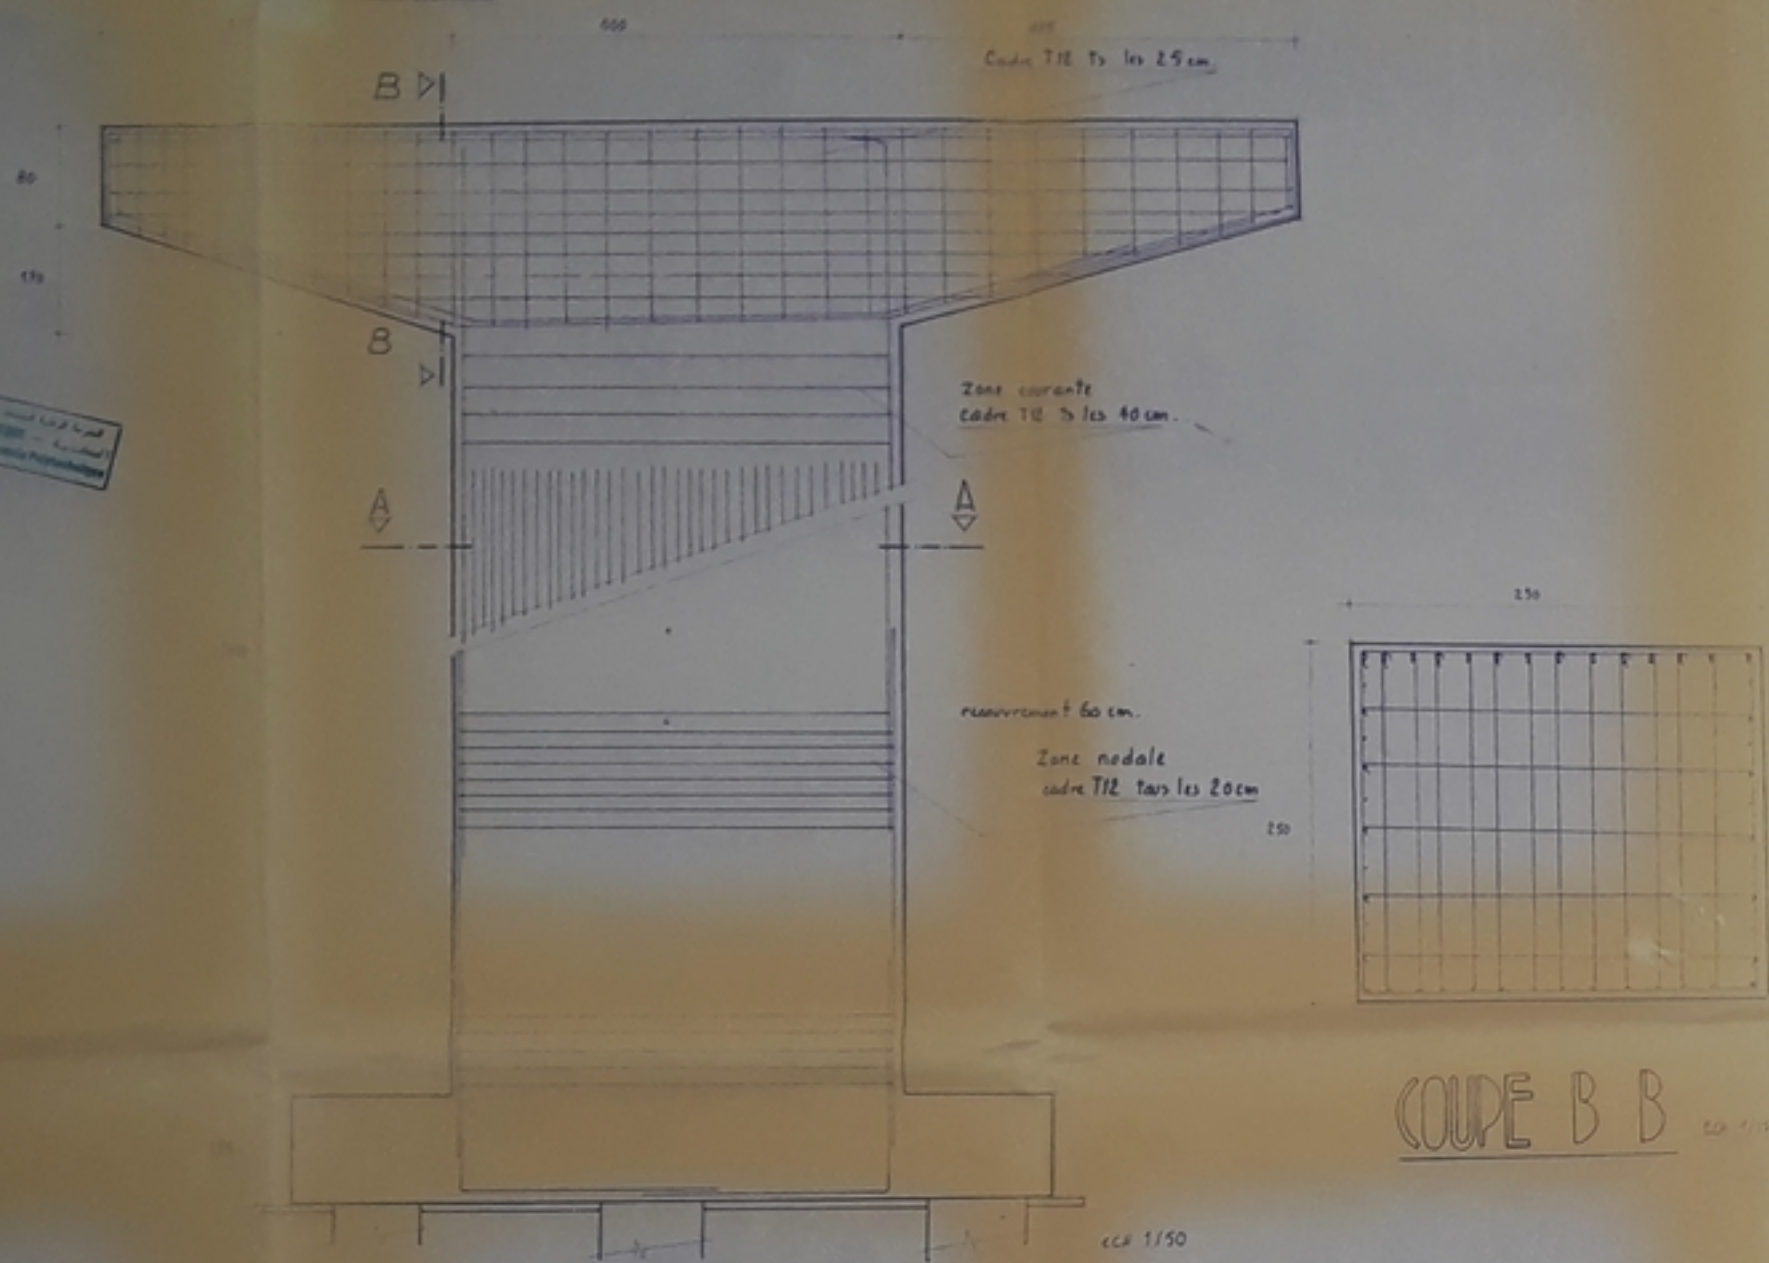 600
Cadre T12 Ts les 25 cm.
B
80
B
Zone courante
cadre T12 Ts les 40 cm.
A
A
Polytechnique
250
recouvrement 60 cm.
Zone nodale
cadre T12 tous les 20 cm
250
COUPE B B
ECH 1/50